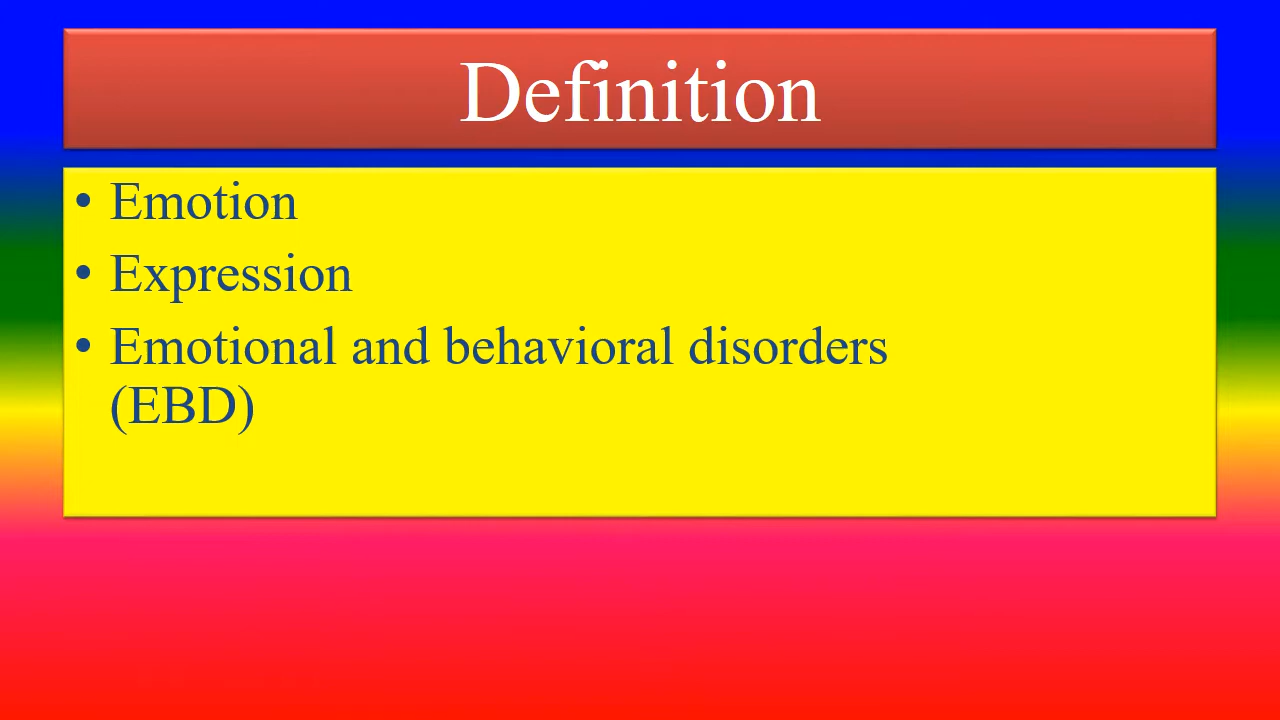 Definition
• Emotion
• Expression
• Emotional and behavioral disorders
(EBD)